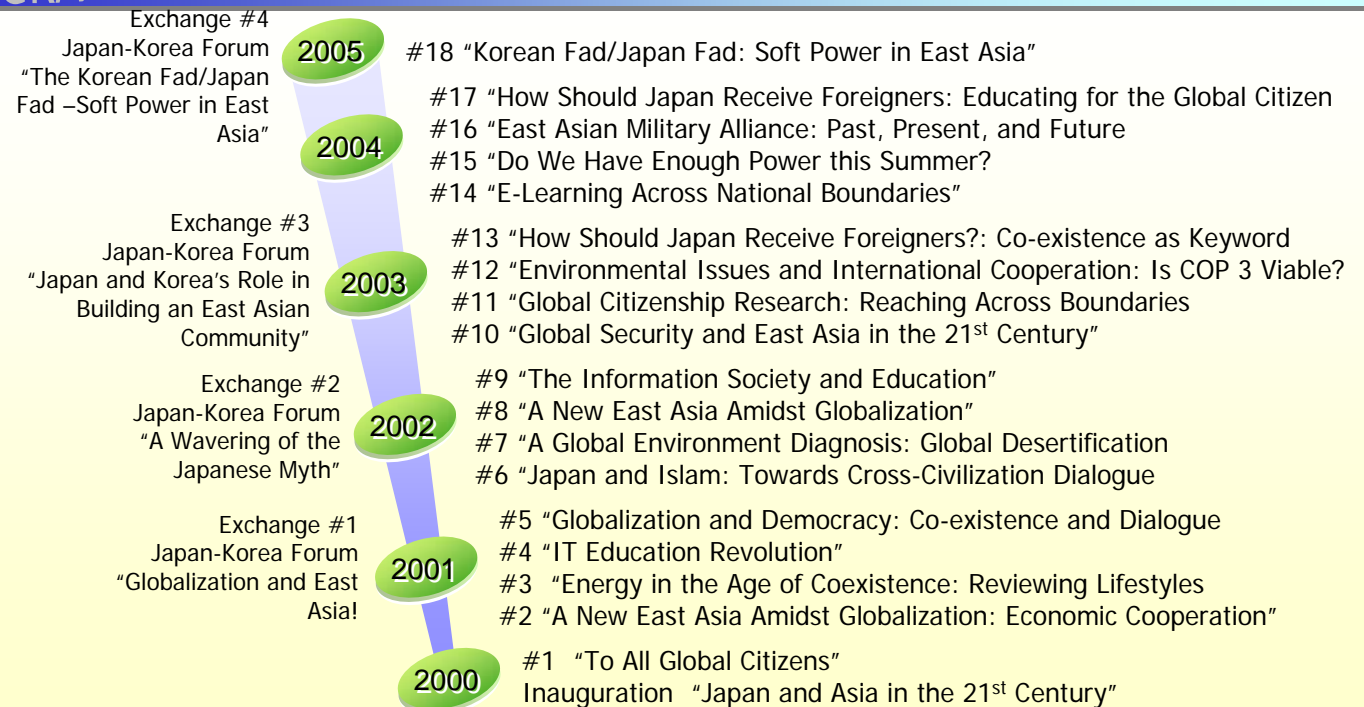 Exchange #4
Japan-Korea Forum
“The Korean Fad/Japan
Fad –Soft Power in East
Asia”
2005
#18 “Korean Fad/Japan Fad: Soft Power in East Asia”
#17 “How Should Japan Receive Foreigners: Educating for the Global Citizen
2004
#16 “East Asian Military Alliance: Past, Present, and Future
#15 “Do We Have Enough Power this Summer?
#14 “E-Learning Across National Boundaries”
Exchange #3
Japan-Korea Forum
“Japan and Korea’s Role in
Building an East Asian
Community”
2003
#13 “How Should Japan Receive Foreigners?: Co-existence as Keyword
#12 “Environmental Issues and International Cooperation: Is COP 3 Viable?
#11 “Global Citizenship Research: Reaching Across Boundaries
#10 “Global Security and East Asia in the 21st Century”
Exchange #2
Japan-Korea Forum
“A Wavering of the
Japanese Myth”
2002
#9 “The Information Society and Education”
#8 “A New East Asia Amidst Globalization”
#7 “A Global Environment Diagnosis: Global Desertification
#6 “Japan and Islam: Towards Cross-Civilization Dialogue
Exchange #1
Japan-Korea Forum
“Globalization and East
Asia!
2001
#5 “Globalization and Democracy: Co-existence and Dialogue
#4 “IT Education Revolution”
#3 “Energy in the Age of Coexistence: Reviewing Lifestyles
#2 “A New East Asia Amidst Globalization: Economic Cooperation”
2000
#1 “To All Global Citizens”
Inauguration “Japan and Asia in the 21st Century”